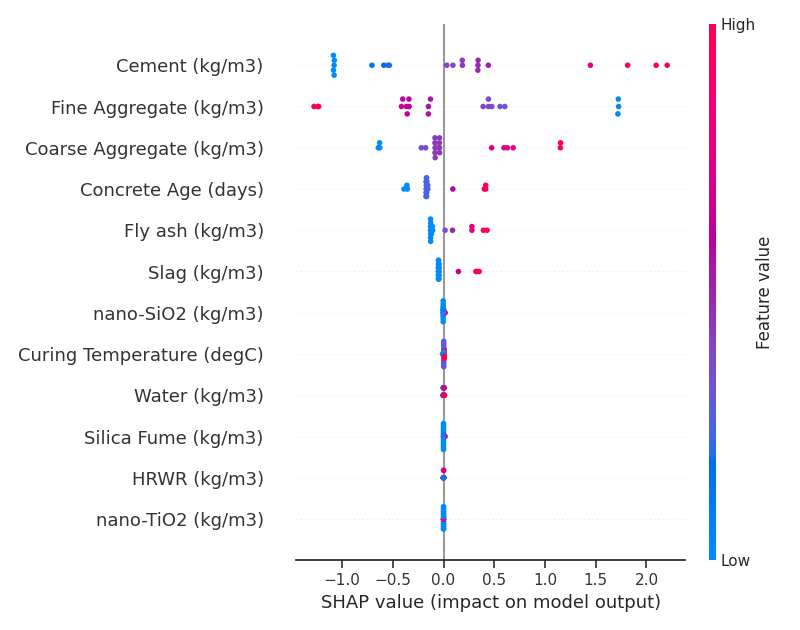 High
Cement (kg/m3)
Fine Aggregate (kg/m3)
Coarse Aggregate (kg/m3)
Concrete Age (days)
Fly ash (kg/m3)
Slag (kg/m3)
nano-SiO2 (kg/m3)
Curing Temperature (degC)
Water (kg/m3)
Silica Fume (kg/m3)
HRWR (kg/m3)
nano-TiO2 (kg/m3)
Feature value
Low
−1.0 −0.5 0.0 0.5 1.0 1.5 2.0
SHAP value (impact on model output)